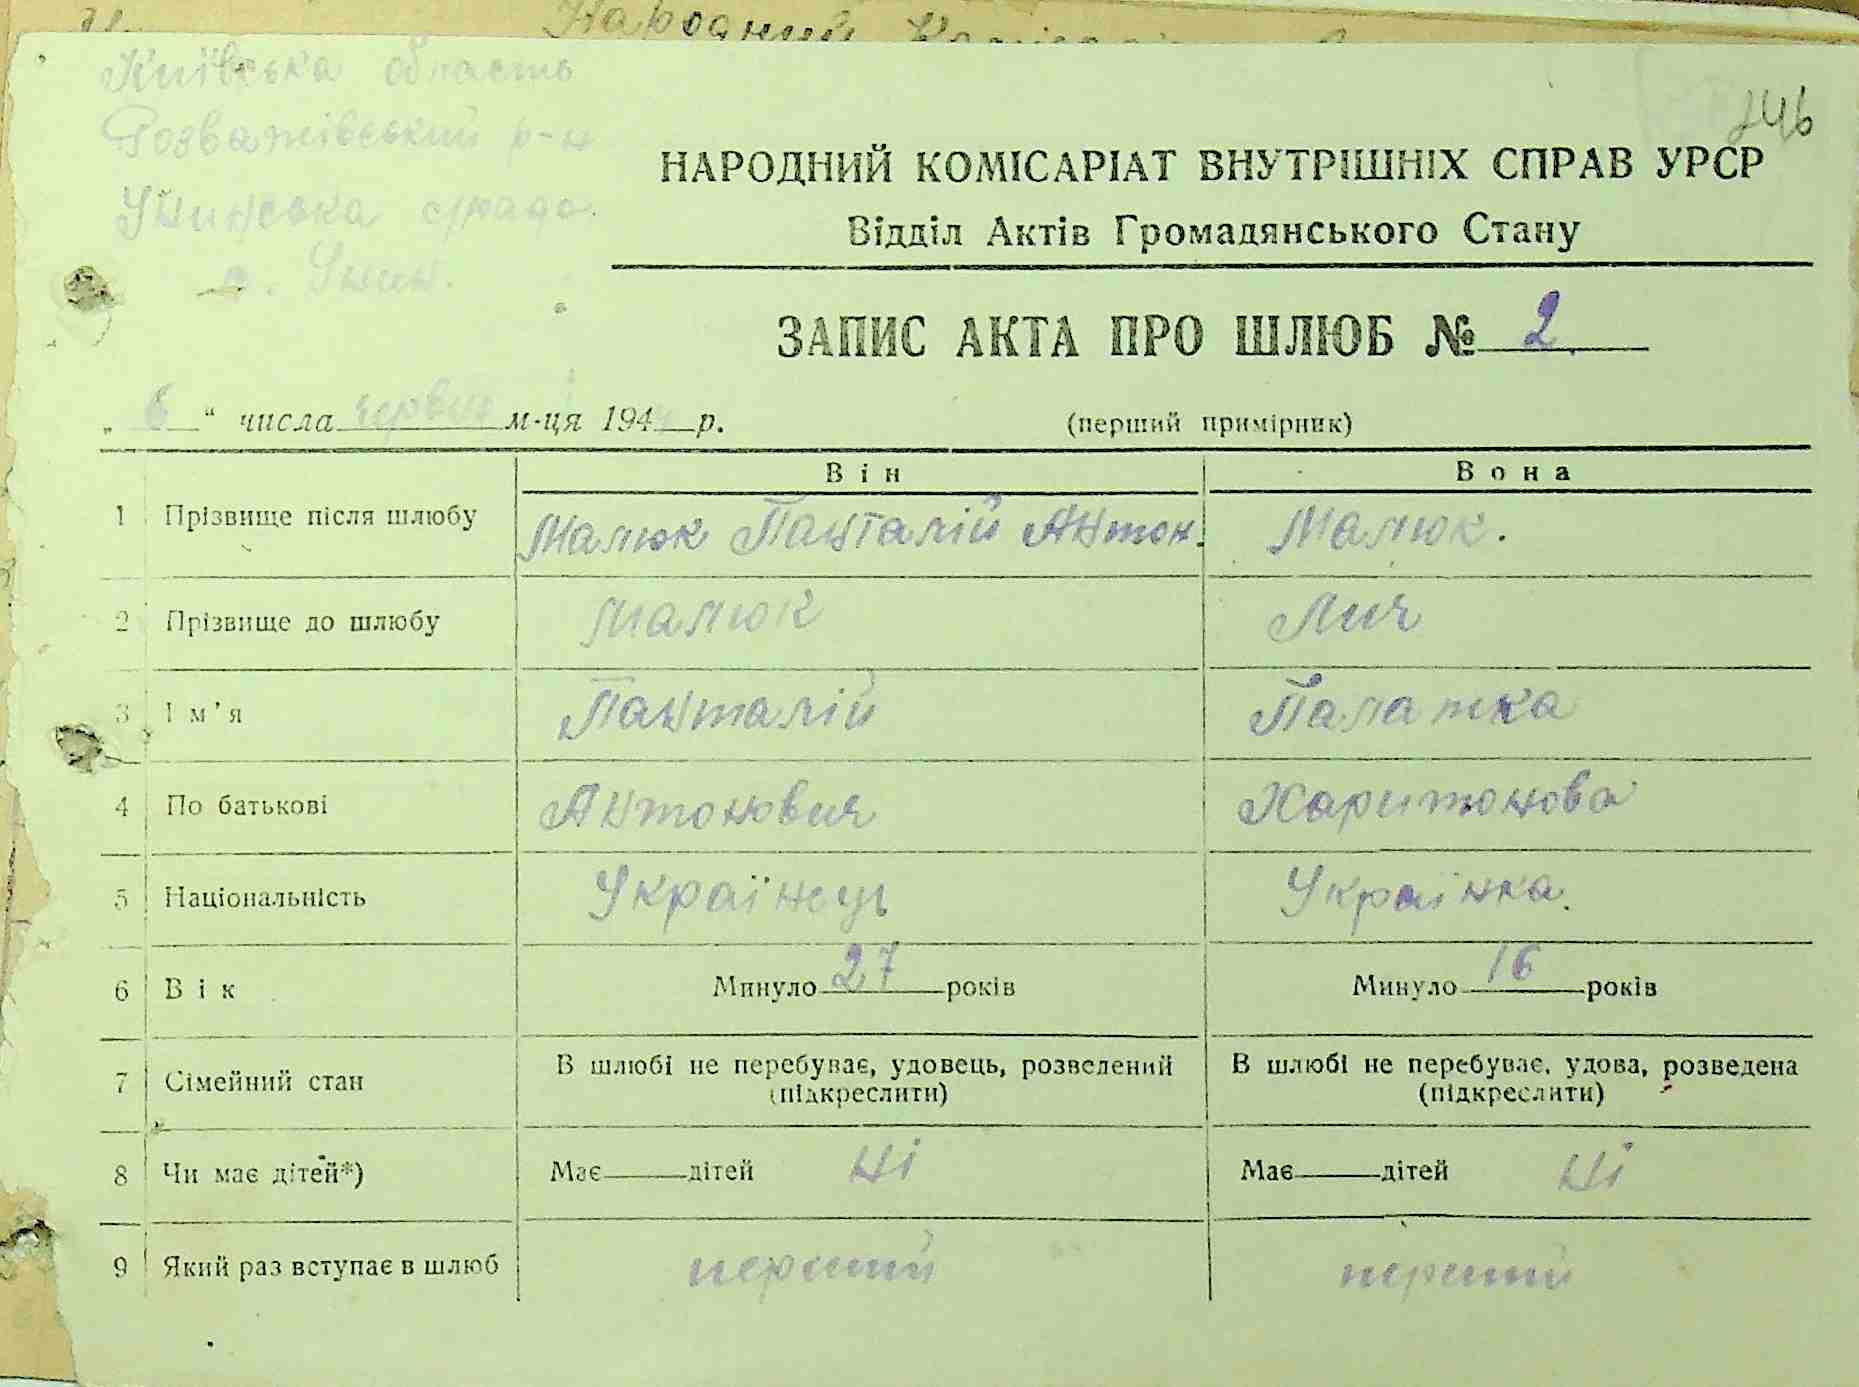 Народний
Київська область
Розважівський р-н
Унинська
с. Унин.
246
НАРОДНИЙ КОМІСАРІАТ ВНУТРІШНІХ СПРАВ УРСР
Відділ Актів Громадянського Стану
ЗАПИС АКТА ПРО ШЛЮБ № 2.
„ 6 “ числа червня м-ця 194 р. (перший примірник)
Він Вона
1 Прізвище після шлюбу Малюк Панталій Антон. Малюк.
2 Прізвище до шлюбу Малюк Лич
3 Ім'я Панталій Палажка
4 По батькові Антонович Харитонова
5 Національність Українець Українка.
6 Вік Минуло 27 років Минуло 16 років
7 Сімейний стан В шлюбі не перебуває, удовець, розведений (підкреслити) В шлюбі не перебуває, удова, розведена (підкреслити)
8 Чи має дітей*) Має дітей ні Має дітей ні
9 Який раз вступає в шлюб перший перший